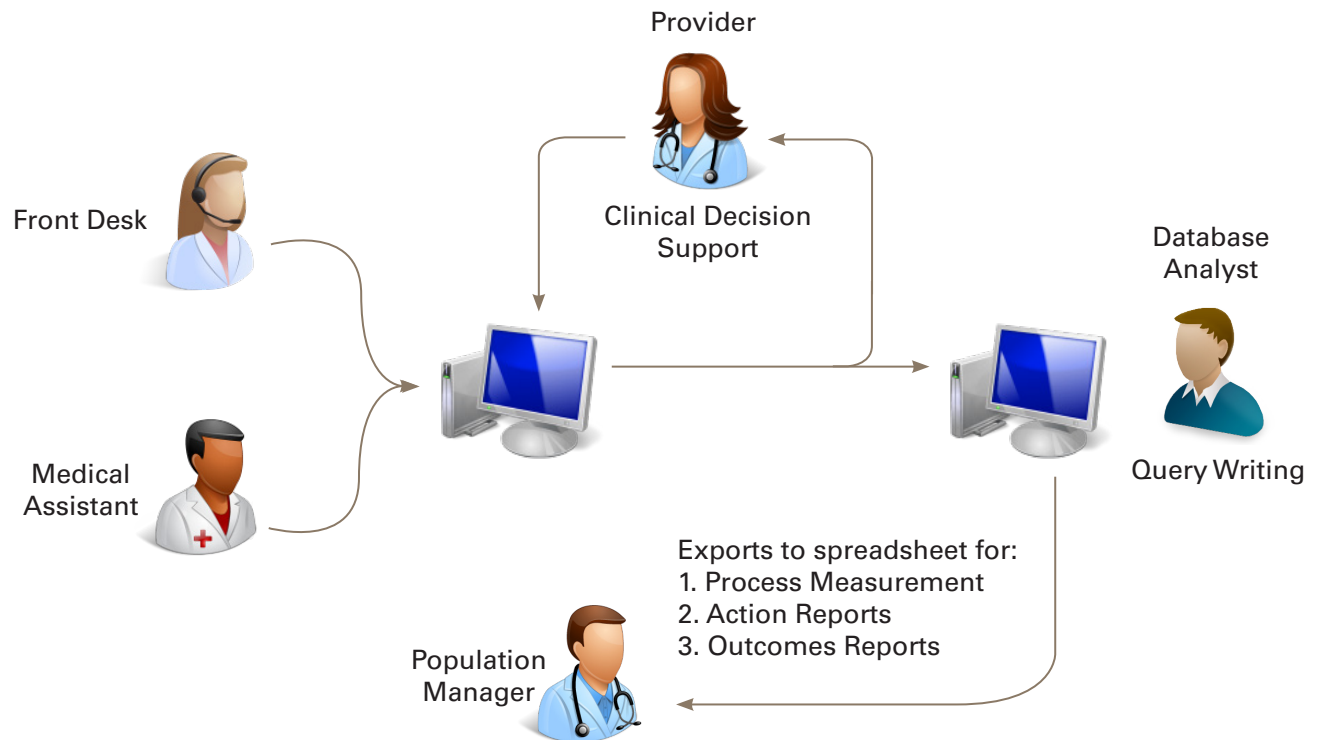 Provider
Front Desk
Clinical Decision
Support
Database
Analyst
Medical
Assistant
Query Writing
Exports to spreadsheet for:
1. Process Measurement
2. Action Reports
3. Outcomes Reports
Population
Manager